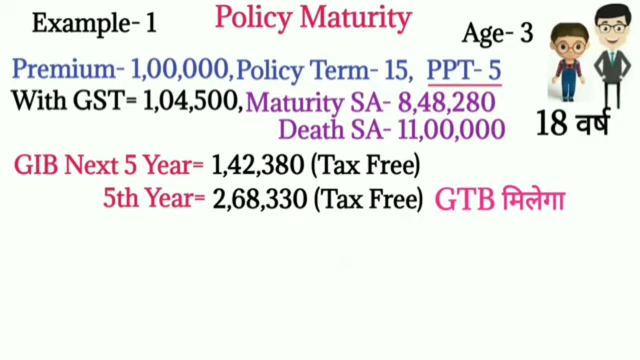 Example- 1
Policy Maturity
Age- 3
Premium- 1,00,000, Policy Term- 15, PPT- 5
With GST= 1,04,500, Maturity SA- 8,48,280
Death SA- 11,00,000
18 वर्ष
GIB Next 5 Year= 1,42,380 (Tax Free)
5th Year= 2,68,330 (Tax Free) GTB मिलेगा